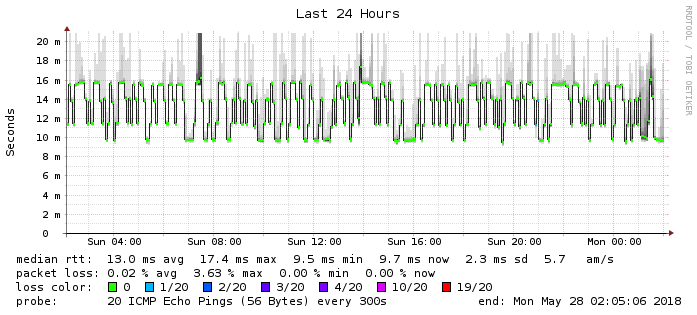 Last 24 Hours
RRDTOOL / TOBI OETIKER
Seconds
20 m
18 m
16 m
14 m
12 m
10 m
8 m
6 m
4 m
2 m
0
Sun 04:00 Sun 08:00 Sun 12:00 Sun 16:00 Sun 20:00 Mon 00:00
median rtt: 13.0 ms avg 17.4 ms max 9.5 ms min 9.7 ms now 2.3 ms sd 5.7 am/s
packet loss: 0.02 % avg 3.63 % max 0.00 % min 0.00 % now
loss color: 0 1/20 2/20 3/20 4/20 10/20 19/20
probe: 20 ICMP Echo Pings (56 Bytes) every 300s end: Mon May 28 02:05:06 2018